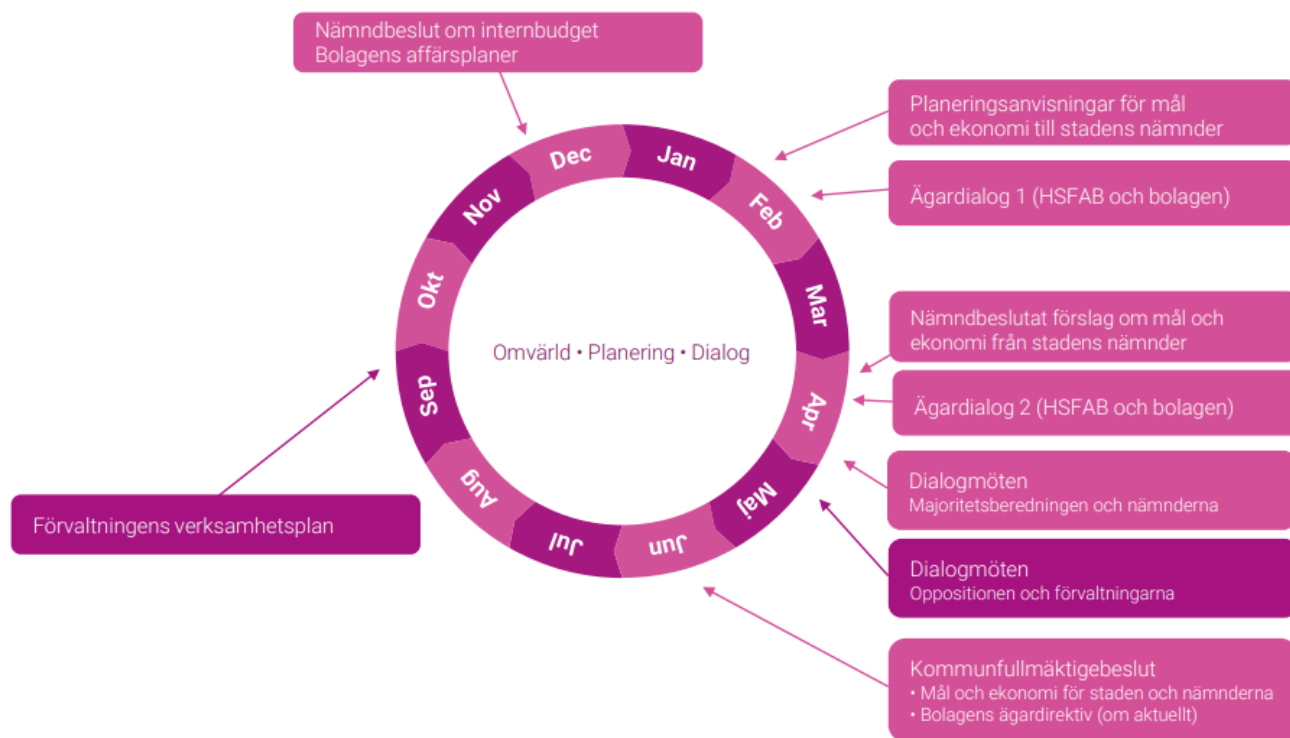 Nämndbeslut om internbudget
Bolagens affärsplaner
Planeringsanvisningar för mål
och ekonomi till stadens nämnder
Ägardialog 1 (HSFAB och bolagen)
Nämndbeslutat förslag om mål och
ekonomi från stadens nämnder
Ägardialog 2 (HSFAB och bolagen)
Dialogmöten
Majoritetsberedningen och nämnderna
Dialogmöten
Oppositionen och förvaltningarna
Kommunfullmäktigebeslut
• Mål och ekonomi för staden och nämnderna
• Bolagens ägardirektiv (om aktuellt)
Förvaltningens verksamhetsplan
Jan
Feb
Mar
Apr
Maj
Jun
Jul
Aug
Sep
Okt
Nov
Dec
Omvärld • Planering • Dialog